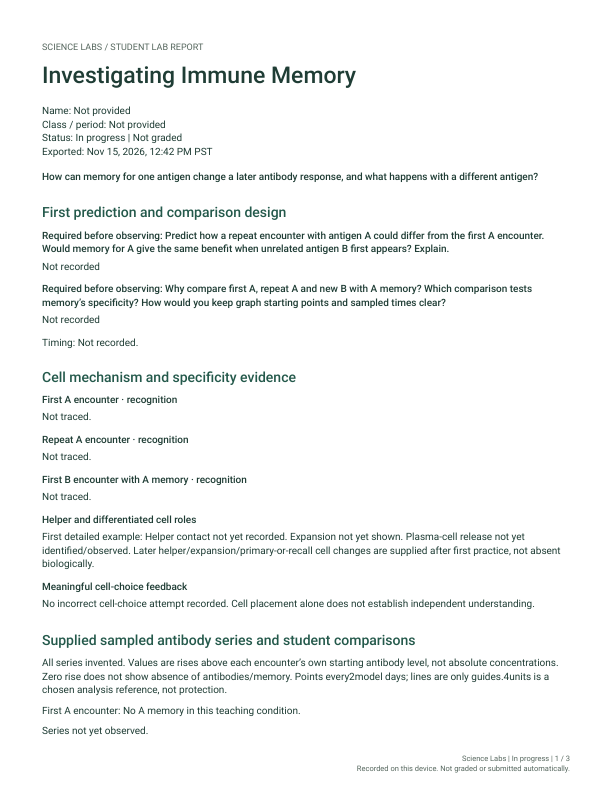 SCIENCE LABS / STUDENT LAB REPORT
Investigating Immune Memory
Name: Not provided
Class / period: Not provided
Status: In progress | Not graded
Exported: Nov 15, 2026, 12:42 PM PST
How can memory for one antigen change a later antibody response, and what happens with a different antigen?
First prediction and comparison design
Required before observing: Predict how a repeat encounter with antigen A could differ from the first A encounter.
Would memory for A give the same benefit when unrelated antigen B first appears? Explain.
Not recorded
Required before observing: Why compare first A, repeat A and new B with A memory? Which comparison tests
memory's specificity? How would you keep graph starting points and sampled times clear?
Not recorded
Timing: Not recorded.
Cell mechanism and specificity evidence
First A encounter · recognition
Not traced.
Repeat A encounter · recognition
Not traced.
First B encounter with A memory · recognition
Not traced.
Helper and differentiated cell roles
First detailed example: Helper contact not yet recorded. Expansion not yet shown. Plasma-cell release not yet
identified/observed. Later helper/expansion/primary-or-recall cell changes are supplied after first practice, not absent
biologically.
Meaningful cell-choice feedback
No incorrect cell-choice attempt recorded. Cell placement alone does not establish independent understanding.
Supplied sampled antibody series and student comparisons
All series invented. Values are rises above each encounter's own starting antibody level, not absolute concentrations.
Zero rise does not show absence of antibodies/memory. Points every2model days; lines are only guides.4units is a
chosen analysis reference, not protection.
First A encounter: No A memory in this teaching condition.
Series not yet observed.
Science Labs | In progress | 1 / 3
Recorded on this device. Not graded or submitted automatically.